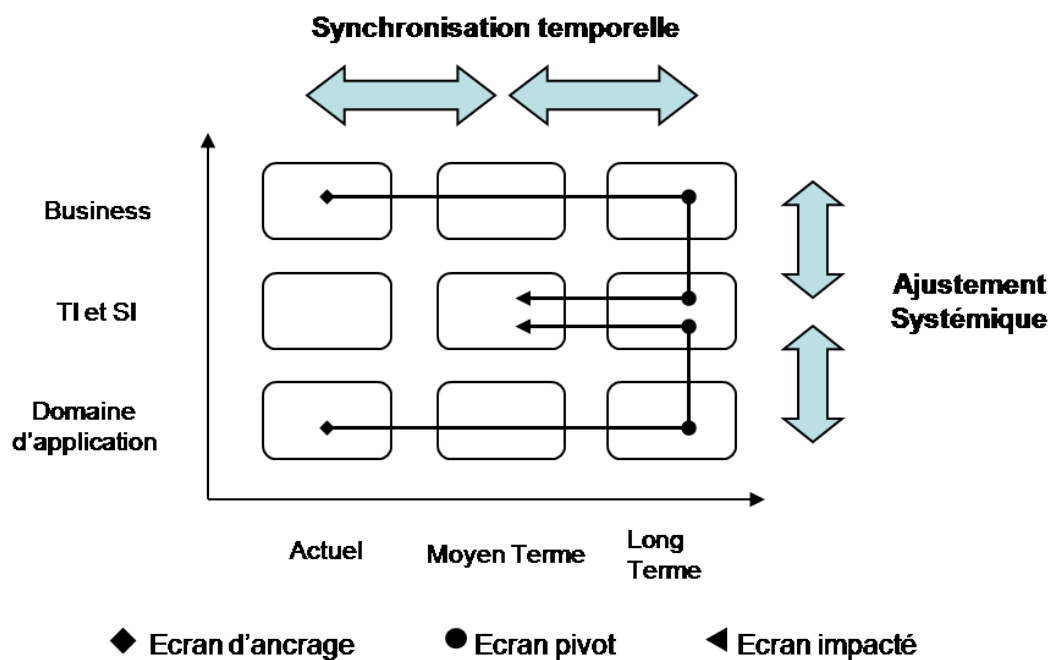 Synchronisation temporelle
Business
TI et SI
Ajustement
Systémique
Domaine
d'application
Actuel
Moyen Terme
Long
Terme
Ecran d'ancrage
Ecran pivot
Ecran impacté